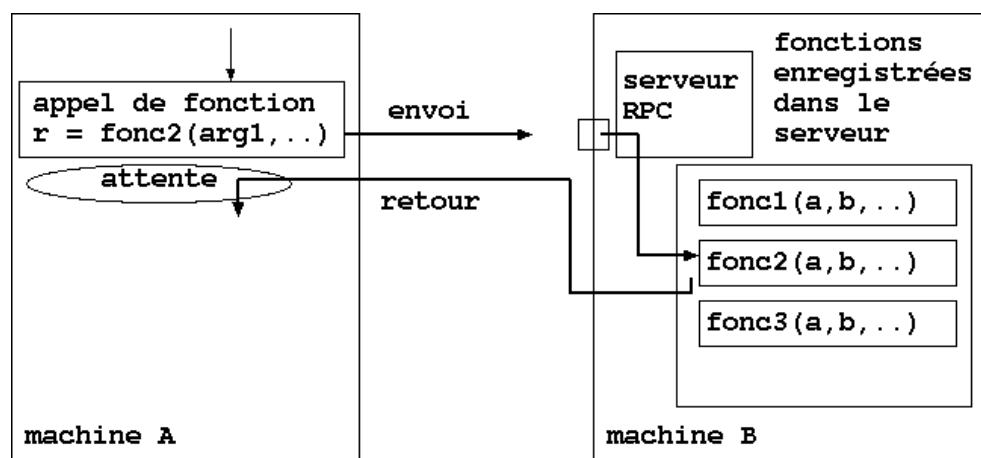 appel de fonction
r = fonc2(arg1,..)
attente
envoi
retour
serveur
RPC
fonctions
enregistrées
dans le
serveur
fonc1(a,b,..)
fonc2(a,b,..)
fonc3(a,b,..)
machine A
machine B